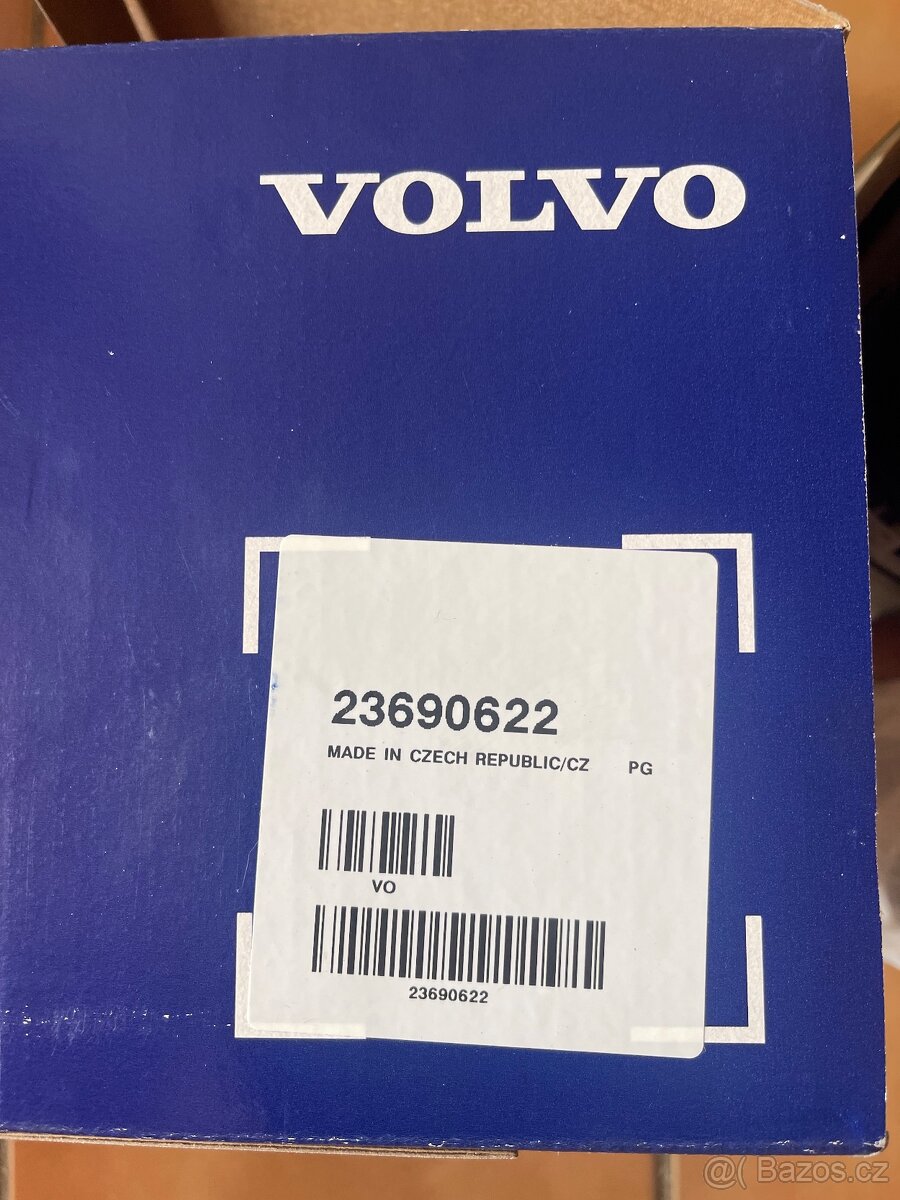 VOLVO
23690622
MADE IN CZECH REPUBLIC/CZ PG
VO
23690622
@ Bazos.cz